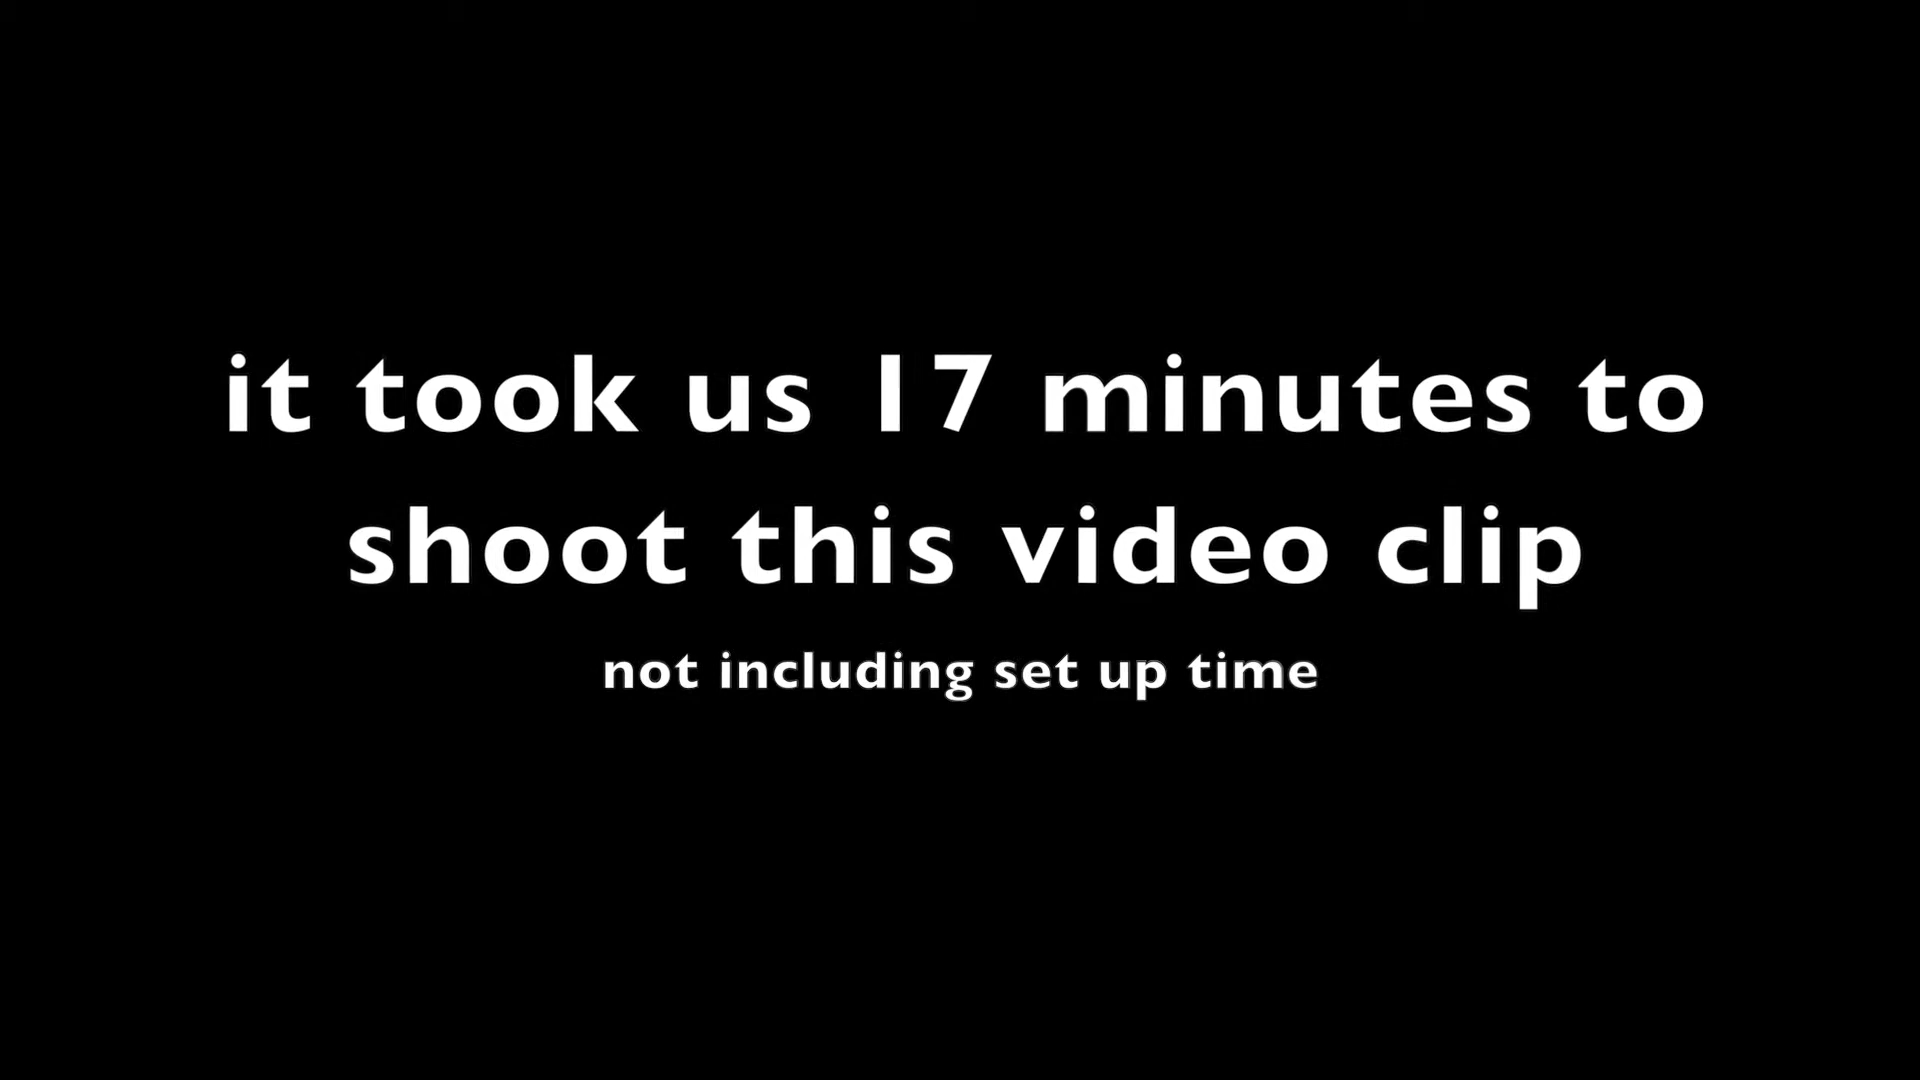 it took us 17 minutes to
shoot this video clip
not including set up time